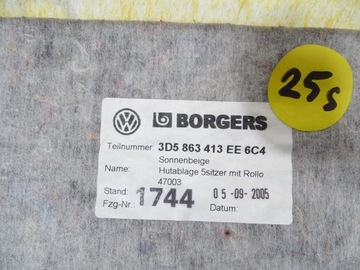 25s
BORGERS
Teilnummer 3D5 863 413 EE 6C4
Sonnenbeige
Name: Hutablage 5sitzer mit Rollo
47003
Stand: 1744 05-09-2005
Fzg-Nr.: Datum: